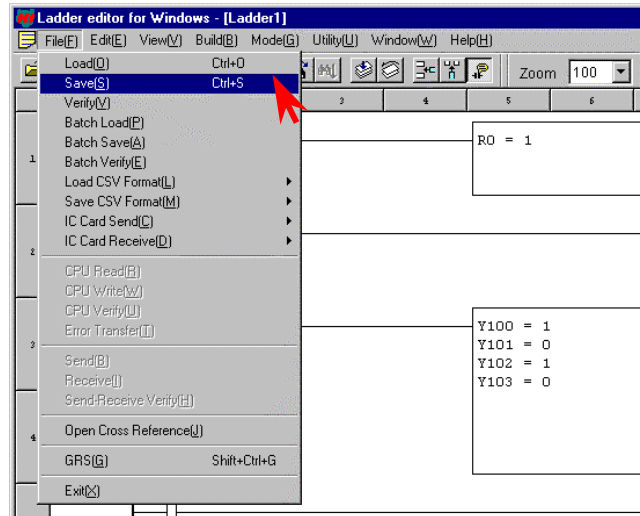 Ladder editor for Windows - [Ladder1]
File(F) Edit(E) View(V) Build(B) Mode(G) Utility(U) Window(W) Help(H)
Zoom 100
Load(O) Ctrl+O
Save(S) Ctrl+S
Verify(V)
Batch Load(P)
Batch Save(A)
Batch Verify(E)
Load CSV Format(L)
Save CSV Format(M)
IC Card Send(C)
IC Card Receive(D)
CPU Read(R)
CPU Write(W)
CPU Verify(U)
Error Transfer(T)
Send(B)
Receive(I)
Send-Receive Verify(H)
Open Cross Reference(J)
GRS(G) Shift+Ctrl+G
Exit(X)
3 4 5 6
1
2
3
4
R0 = 1
Y100 = 1
Y101 = 0
Y102 = 1
Y103 = 0